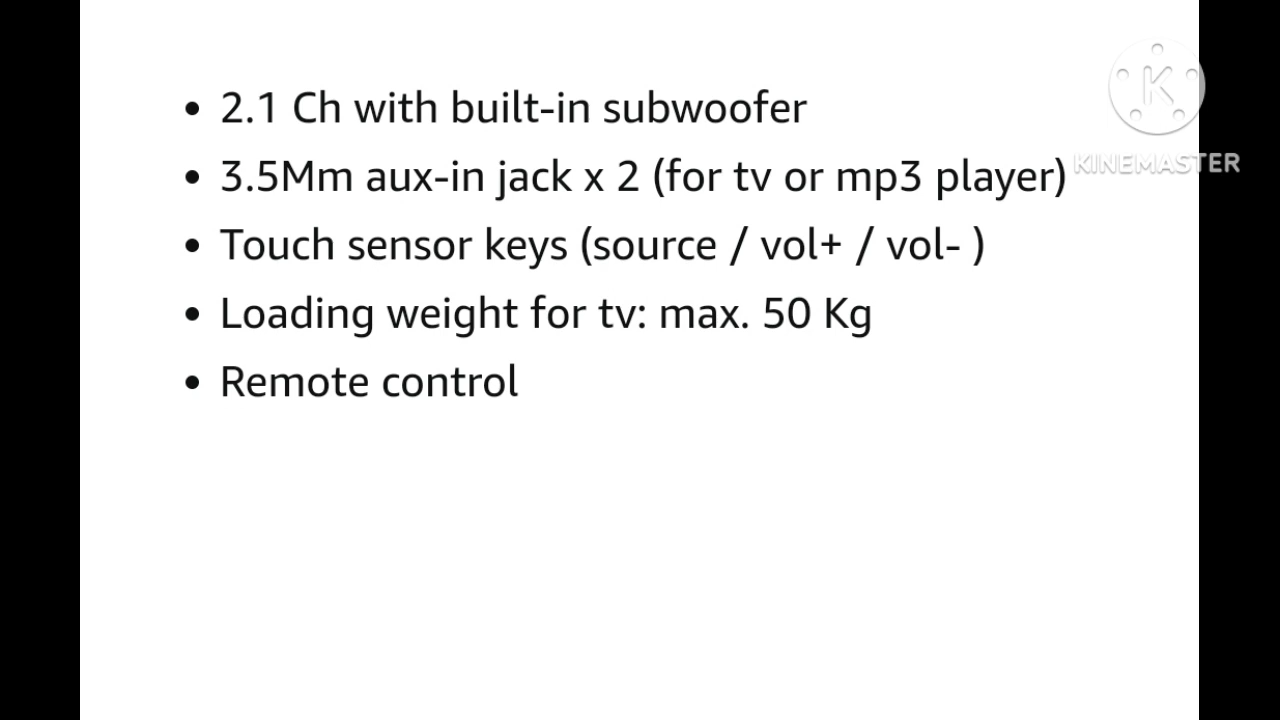 • 2.1 Ch with built-in subwoofer
• 3.5Mm aux-in jack x 2 (for tv or mp3 player)
• Touch sensor keys (source / vol+ / vol- )
• Loading weight for tv: max. 50 Kg
• Remote control
K
KINEMASTER